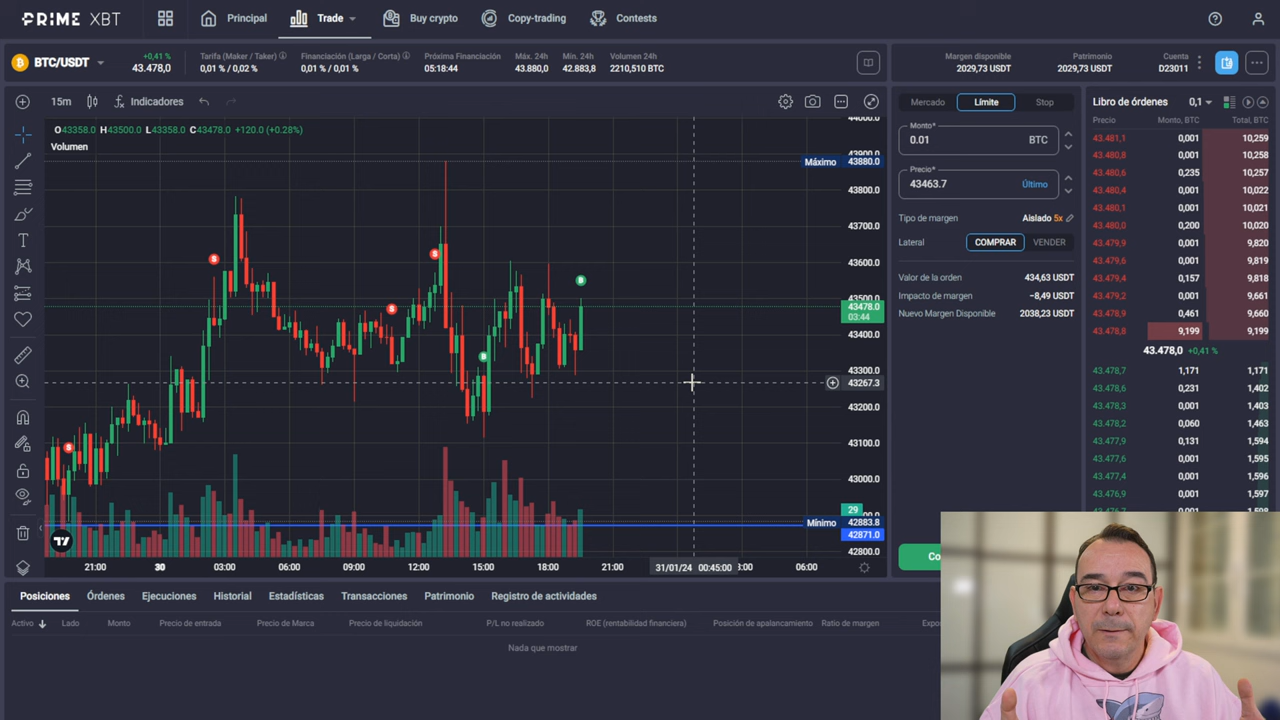 PRIME XBT
Principal
Trade
Buy crypto
Copy-trading
Contests
BTC/USDT
+0,41 %
43.478,0
Tarifa (Maker / Taker)
0,01 % / 0,02 %
Financiación (Larga / Corta)
0,01 % / 0,01 %
Próxima Financiación
05:18:44
Máx. 24h
43.880,0
Mín. 24h
42.883,8
Volumen 24h
2210,510 BTC
Margen disponible
2029,73 USDT
Patrimonio
2029,73 USDT
Cuenta
D23011
15m
Indicadores
O43358.0 H43500.0 L43358.0 C43478.0 +120.0 (+0.28%)
Volumen
44000.0
43900.0
Máximo 43880.0
43800.0
43700.0
43600.0
43500.0
43478.0
03:44
43400.0
43300.0
43267.3
43200.0
43100.0
43000.0
29
Mínimo 42883.8
42871.0
42800.0
21:00
30
03:00
06:00
09:00
12:00
15:00
18:00
21:00
31/01/24 00:45:00
3:00
06:00
Mercado
Límite
Stop
Monto*
0.01
BTC
Precio*
43463.7
Último
Tipo de margen
Aislado 5x
Lateral
COMPRAR
VENDER
Valor de la orden
434,63 USDT
Impacto de margen
−8,49 USDT
Nuevo Margen Disponible
2038,23 USDT
Co
Libro de órdenes
0,1
Precio Monto, BTC Total, BTC
43.481,1 0,001 10,259
43.480,8 0,001 10,258
43.480,6 0,235 10,257
43.480,4 0,001 10,022
43.480,1 0,001 10,021
43.480,0 0,200 10,020
43.479,9 0,001 9,820
43.479,6 0,001 9,819
43.479,4 0,157 9,818
43.479,2 0,001 9,661
43.478,9 0,461 9,660
43.478,8 9,199 9,199
43.478,0 +0,41 %
43.478,7 1,171 1,171
43.478,6 0,231 1,402
43.478,3 0,001 1,403
43.478,2 0,060 1,463
43.477,9 0,131 1,594
43.477,6 0,001 1,595
43.477,4 0,001 1,596
43.476,9 0,001 1,597
Posiciones
Órdenes
Ejecuciones
Historial
Estadísticas
Transacciones
Patrimonio
Registro de actividades
Activo
Lado
Monto
Precio de entrada
Precio de Marca
Precio de liquidación
P/L no realizado
ROE (rentabilidad financiera)
Posición de apalancamiento
Ratio de margen
Expo
Nada que mostrar